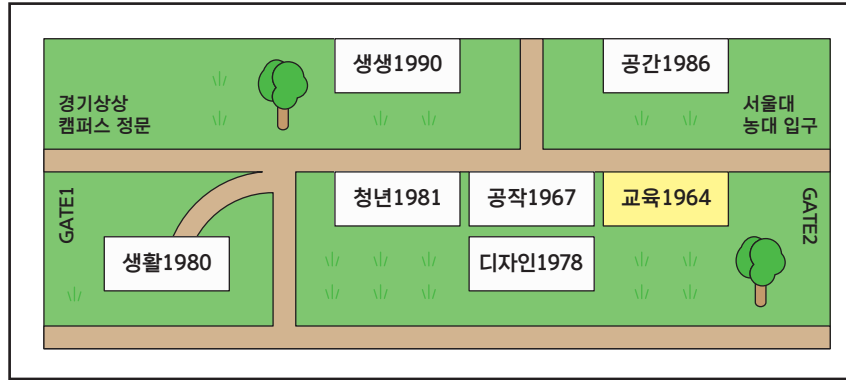 생생1990
공간1986
경기상상
캠퍼스 정문
서울대
농대 입구
GATE1
청년1981
공작1967
교육1964
GATE2
생활1980
디자인1978